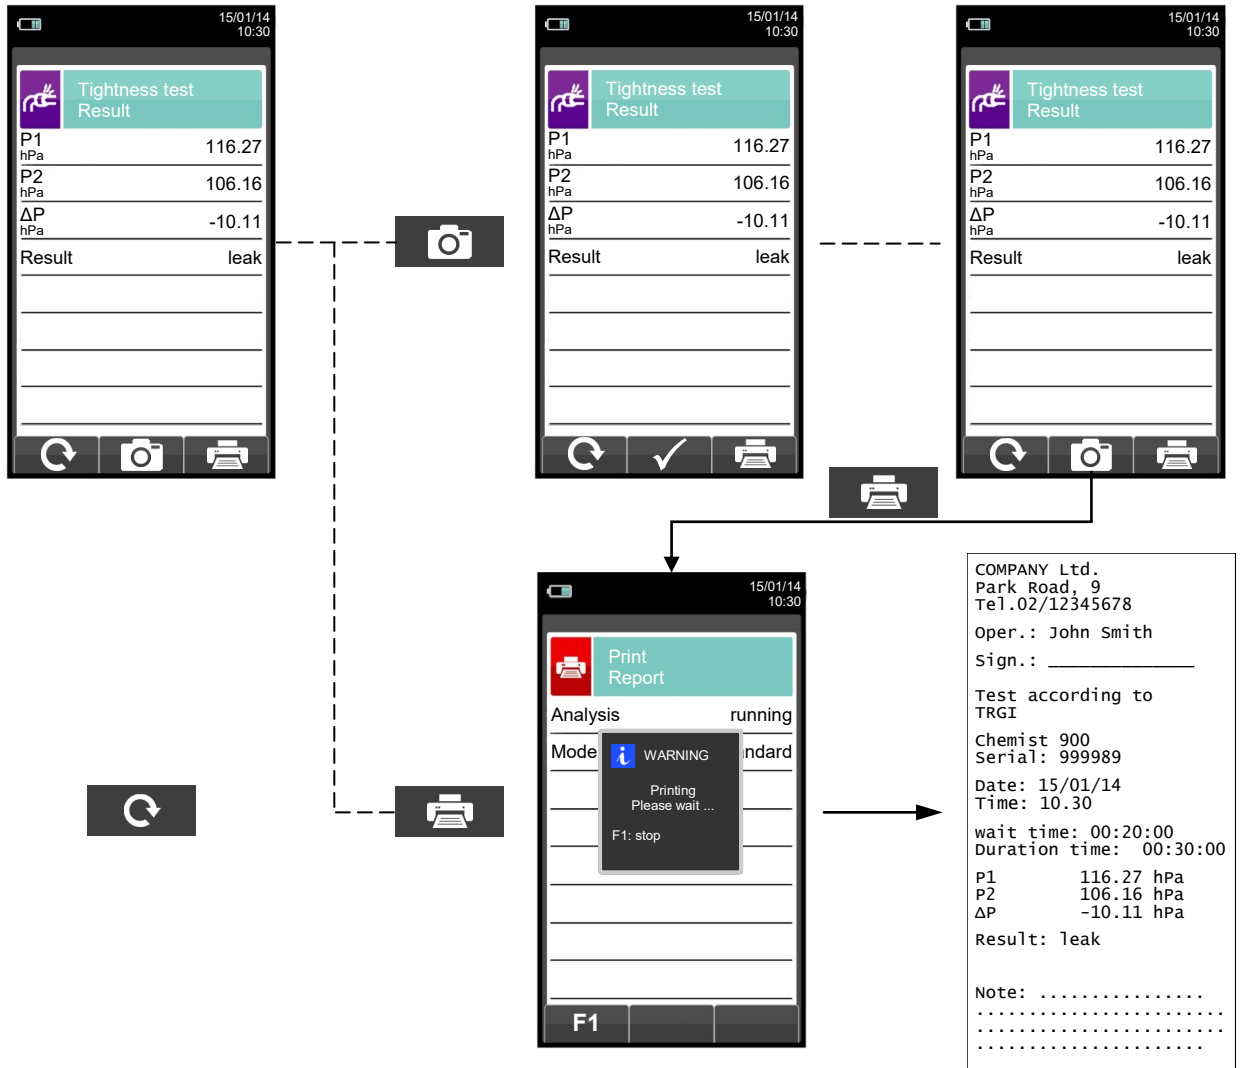 15/01/14
10:30
Tightness test
Result
P1
hPa
116.27
P2
hPa
106.16
ΔP
hPa
-10.11
Result leak
15/01/14
10:30
Tightness test
Result
P1
hPa
116.27
P2
hPa
106.16
ΔP
hPa
-10.11
Result leak
15/01/14
10:30
Tightness test
Result
P1
hPa
116.27
P2
hPa
106.16
ΔP
hPa
-10.11
Result leak
15/01/14
10:30
Print
Report
Analysis running
Mode ndard
i WARNING
Printing
Please wait ...
F1: stop
F1
COMPANY Ltd.
Park Road, 9
Tel.02/12345678
Oper.: John Smith
Sign.: ______________
Test according to
TRGI
Chemist 900
Serial: 999989
Date: 15/01/14
Time: 10.30
wait time: 00:20:00
Duration time: 00:30:00
P1 116.27 hPa
P2 106.16 hPa
ΔP -10.11 hPa
Result: leak
Note: ................
........................
........................
......................